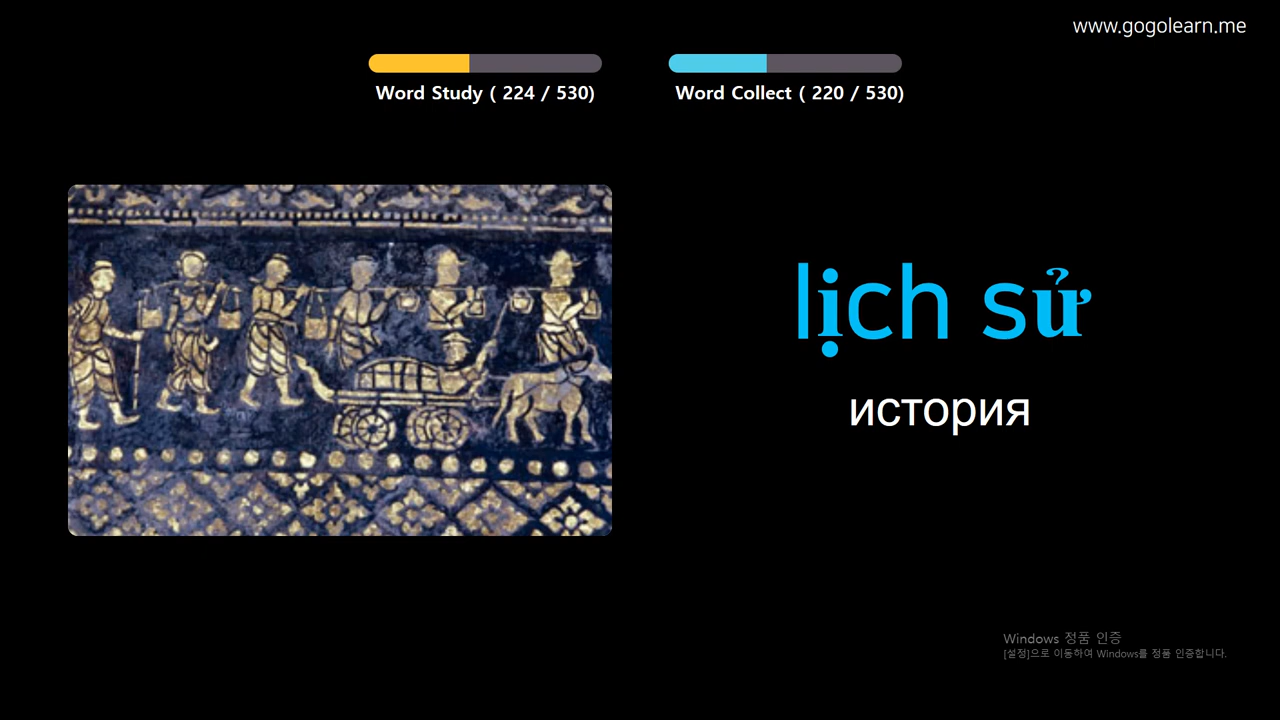 www.gogolearn.me
Word Study ( 224 / 530)
Word Collect ( 220 / 530)
lịch sử
история
Windows 정품 인증
[설정]으로 이동하여 Windows를 정품 인증합니다.